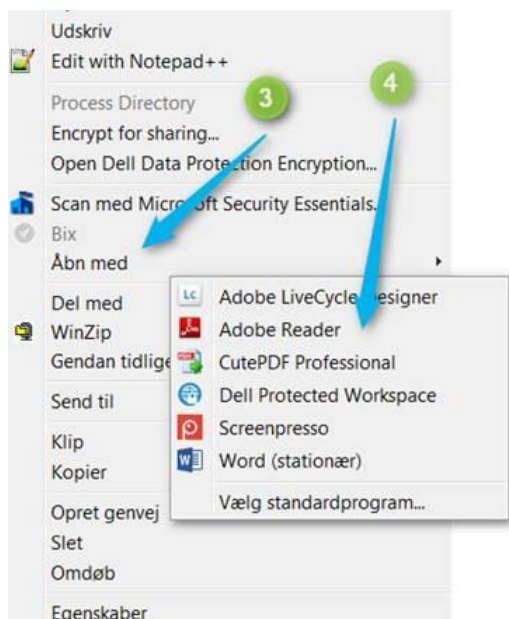 Udskriv
Edit with Notepad++
Process Directory
3
4
Encrypt for sharing...
Open Dell Data Protection Encryption...
Scan med Microsoft Security Essentials.
Bix
Åbn med
Del med
WinZip
Gendan tidlige
Send til
Klip
Kopier
Opret genvej
Slet
Omdøb
Egenskaber
Lc Adobe LiveCycle Designer
Adobe Reader
CutePDF Professional
Dell Protected Workspace
Screenpresso
Word (stationær)
Vælg standardprogram...